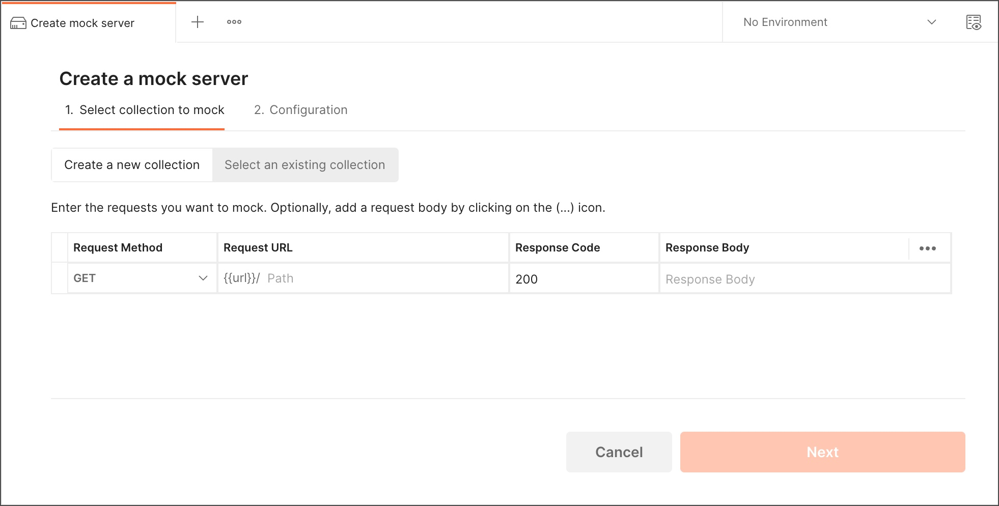 Create mock server
No Environment
Create a mock server
1. Select collection to mock
2. Configuration
Create a new collection
Select an existing collection
Enter the requests you want to mock. Optionally, add a request body by clicking on the (...) icon.
Request Method Request URL Response Code Response Body
GET {{url}}/ Path 200 Response Body
Cancel Next